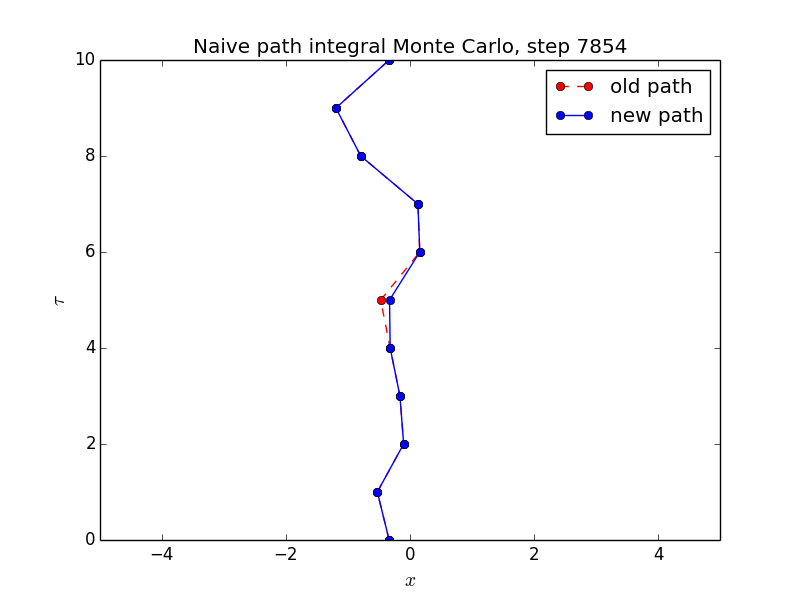 Naive path integral Monte Carlo, step 7854
10
old path
new path
8
6
τ
4
2
0
−4
−2
0
2
4
x